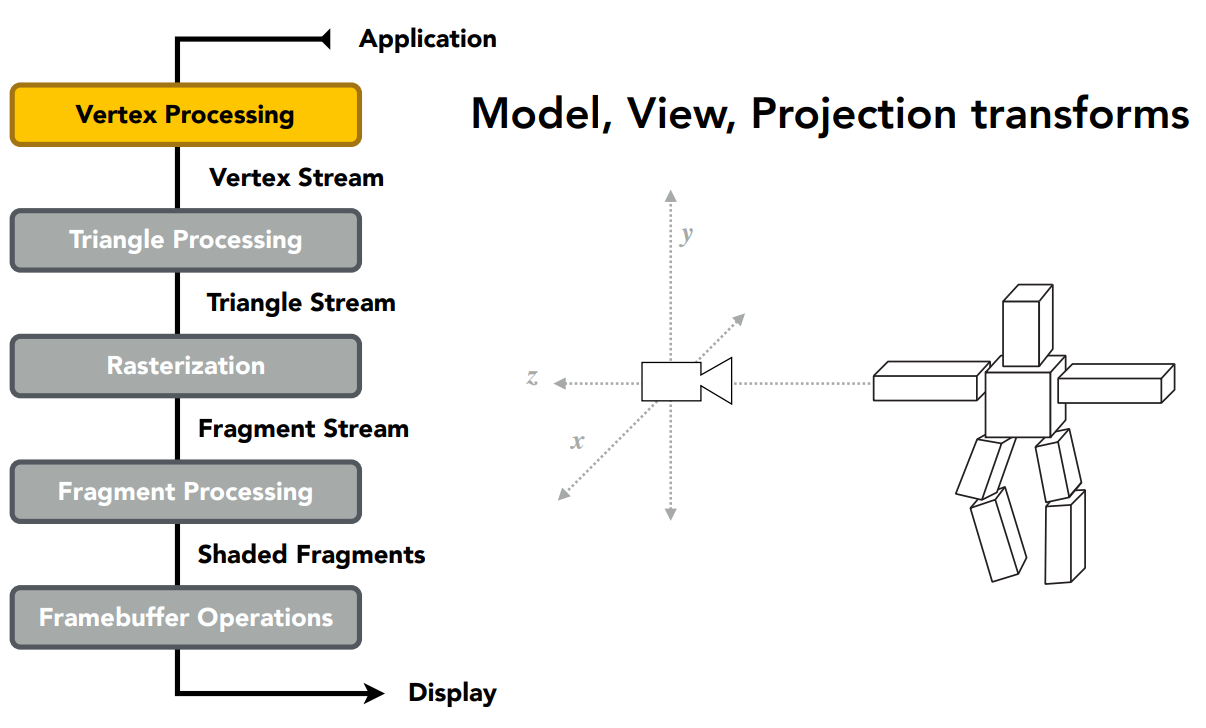 Application
Vertex Processing
Model, View, Projection transforms
Vertex Stream
Triangle Processing
y
Triangle Stream
Rasterization
z
Fragment Stream
x
Fragment Processing
Shaded Fragments
Framebuffer Operations
Display